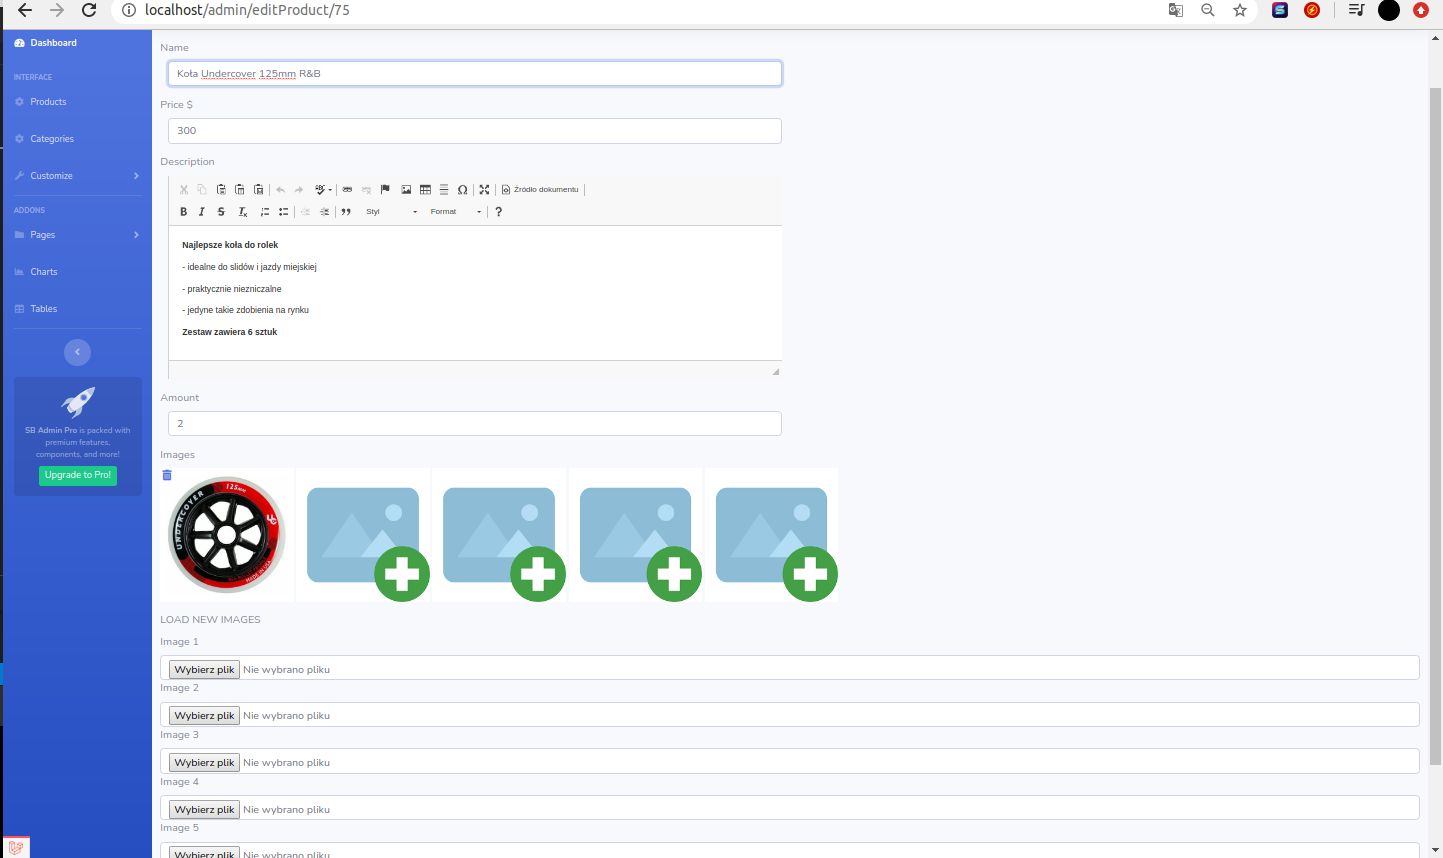 localhost/admin/editProduct/75
Dashboard
INTERFACE
Products
Categories
Customize
ADDONS
Pages
Charts
Tables
SB Admin Pro is packed with
premium features,
components, and more!
Upgrade to Pro!
Name
Koła Undercover 125mm R&B
Price $
300
Description
Źródło dokumentu
Styl
Format
Najlepsze koła do rolek
- idealne do slidów i jazdy miejskiej
- praktycznie niezniczalne
- jedyne takie zdobienia na rynku
Zestaw zawiera 6 sztuk
Amount
2
Images
UNDERCOVER
125mm
MADE IN USA
LOAD NEW IMAGES
Image 1
Wybierz plik Nie wybrano pliku
Image 2
Wybierz plik Nie wybrano pliku
Image 3
Wybierz plik Nie wybrano pliku
Image 4
Wybierz plik Nie wybrano pliku
Image 5
Wybierz plik Nie wybrano pliku